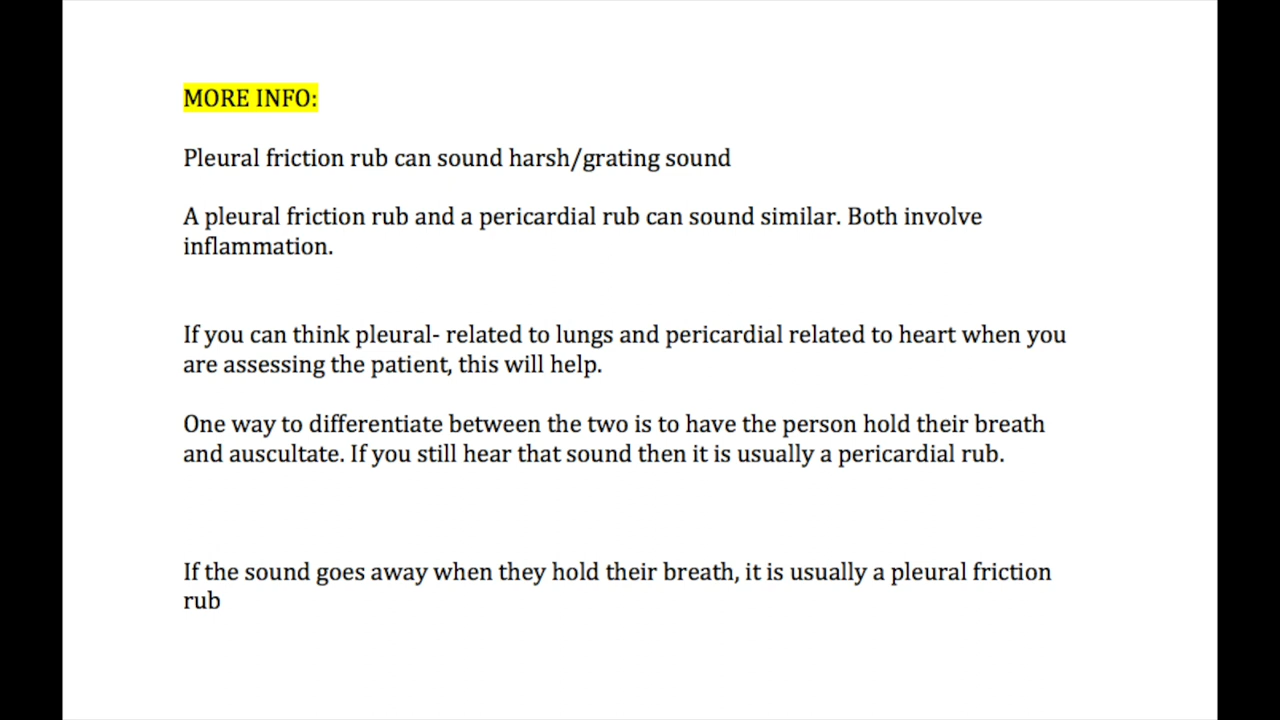 MORE INFO:
Pleural friction rub can sound harsh/grating sound
A pleural friction rub and a pericardial rub can sound similar. Both involve
inflammation.
If you can think pleural- related to lungs and pericardial related to heart when you
are assessing the patient, this will help.
One way to differentiate between the two is to have the person hold their breath
and auscultate. If you still hear that sound then it is usually a pericardial rub.
If the sound goes away when they hold their breath, it is usually a pleural friction
rub